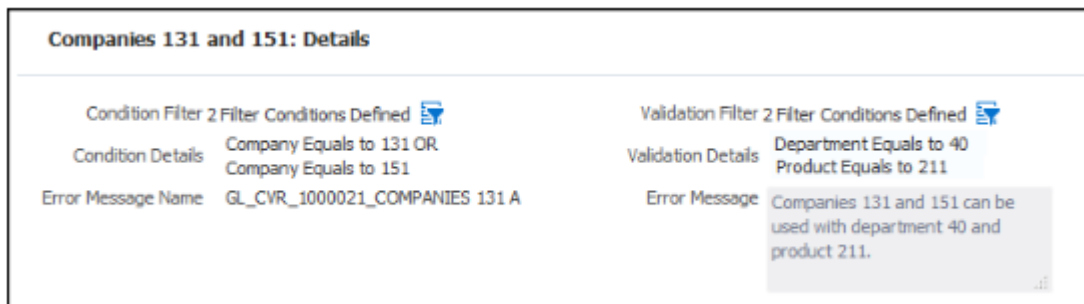 Companies 131 and 151: Details
Condition Filter 2 Filter Conditions Defined
Condition Details Company Equals to 131 OR
Company Equals to 151
Error Message Name GL_CVR_1000021_COMPANIES 131 A
Validation Filter 2 Filter Conditions Defined
Validation Details Department Equals to 40
Product Equals to 211
Error Message Companies 131 and 151 can be
used with department 40 and
product 211.